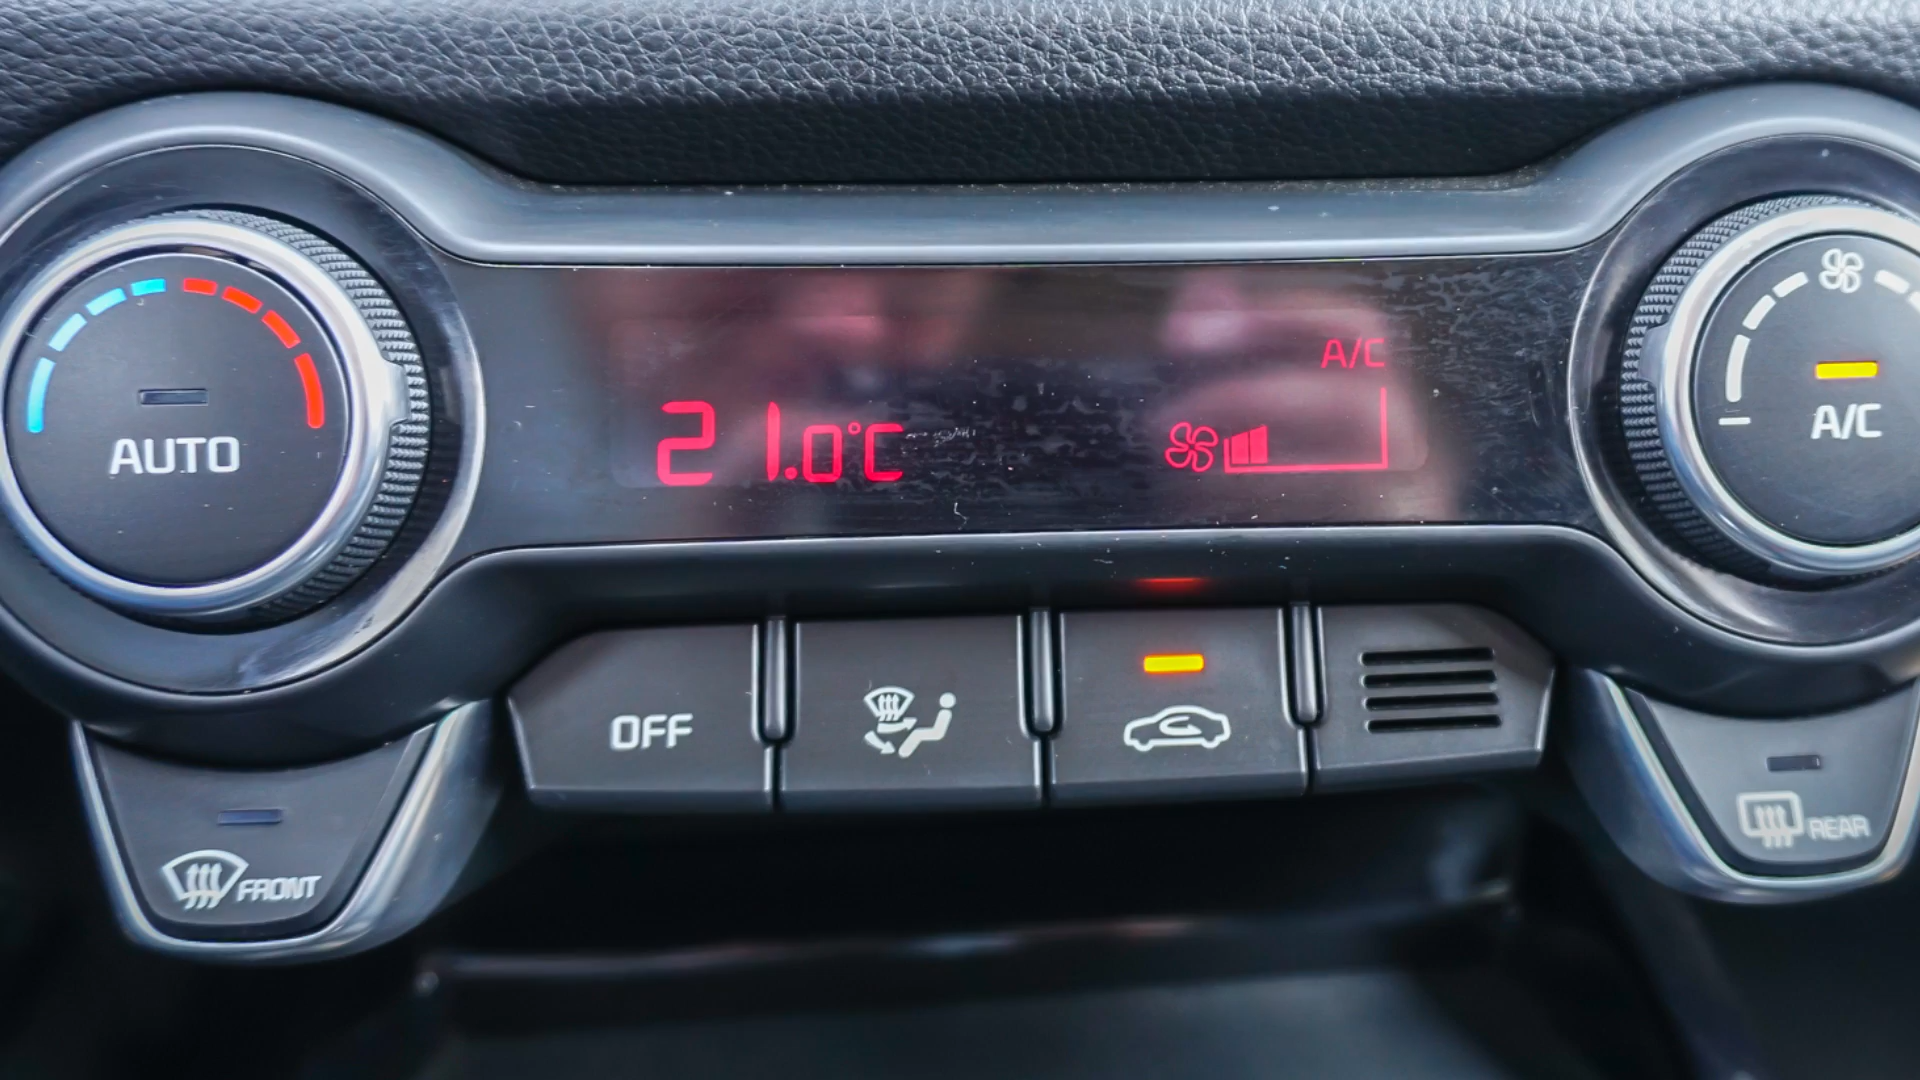 A/C
21.0°C
AUTO
A/C
OFF
FRONT
REAR